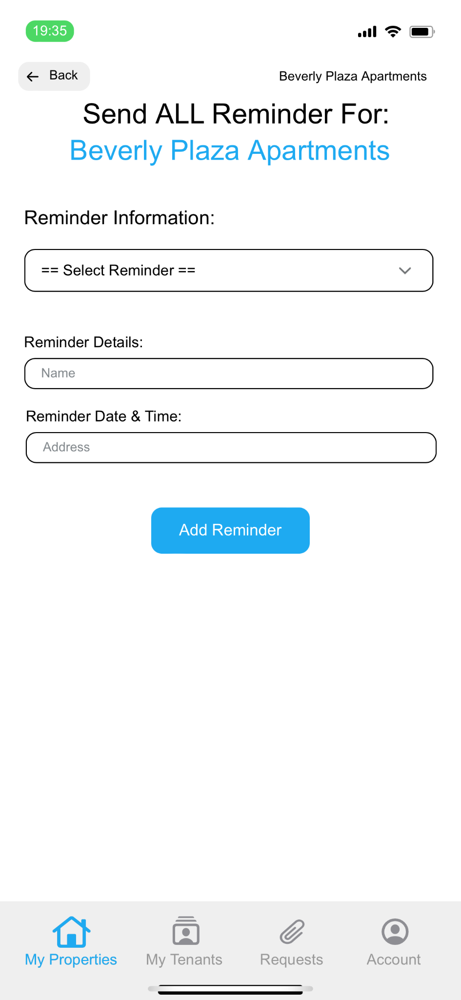 19:35
Back
Beverly Plaza Apartments
Send ALL Reminder For:
Beverly Plaza Apartments
Reminder Information:
== Select Reminder ==
Reminder Details:
Name
Reminder Date & Time:
Address
Add Reminder
My Properties
My Tenants
Requests
Account